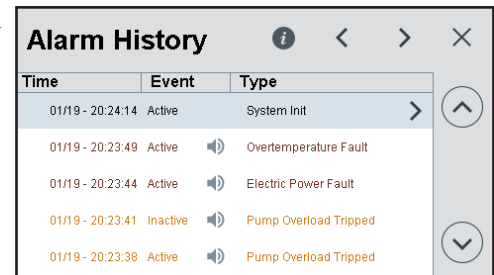 Alarm History
Time Event Type
01/19 - 20:24:14 Active System Init
01/19 - 20:23:49 Active Overtemperature Fault
01/19 - 20:23:44 Active Electric Power Fault
01/19 - 20:23:41 Inactive Pump Overload Tripped
01/19 - 20:23:38 Active Pump Overload Tripped